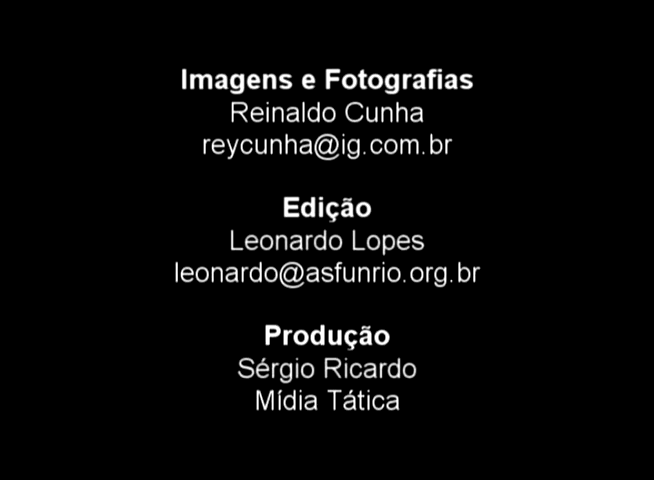 Imagens e Fotografias
Reinaldo Cunha
reycunha@ig.com.br
Edição
Leonardo Lopes
leonardo@asfunrio.org.br
Produção
Sérgio Ricardo
Mídia Tática